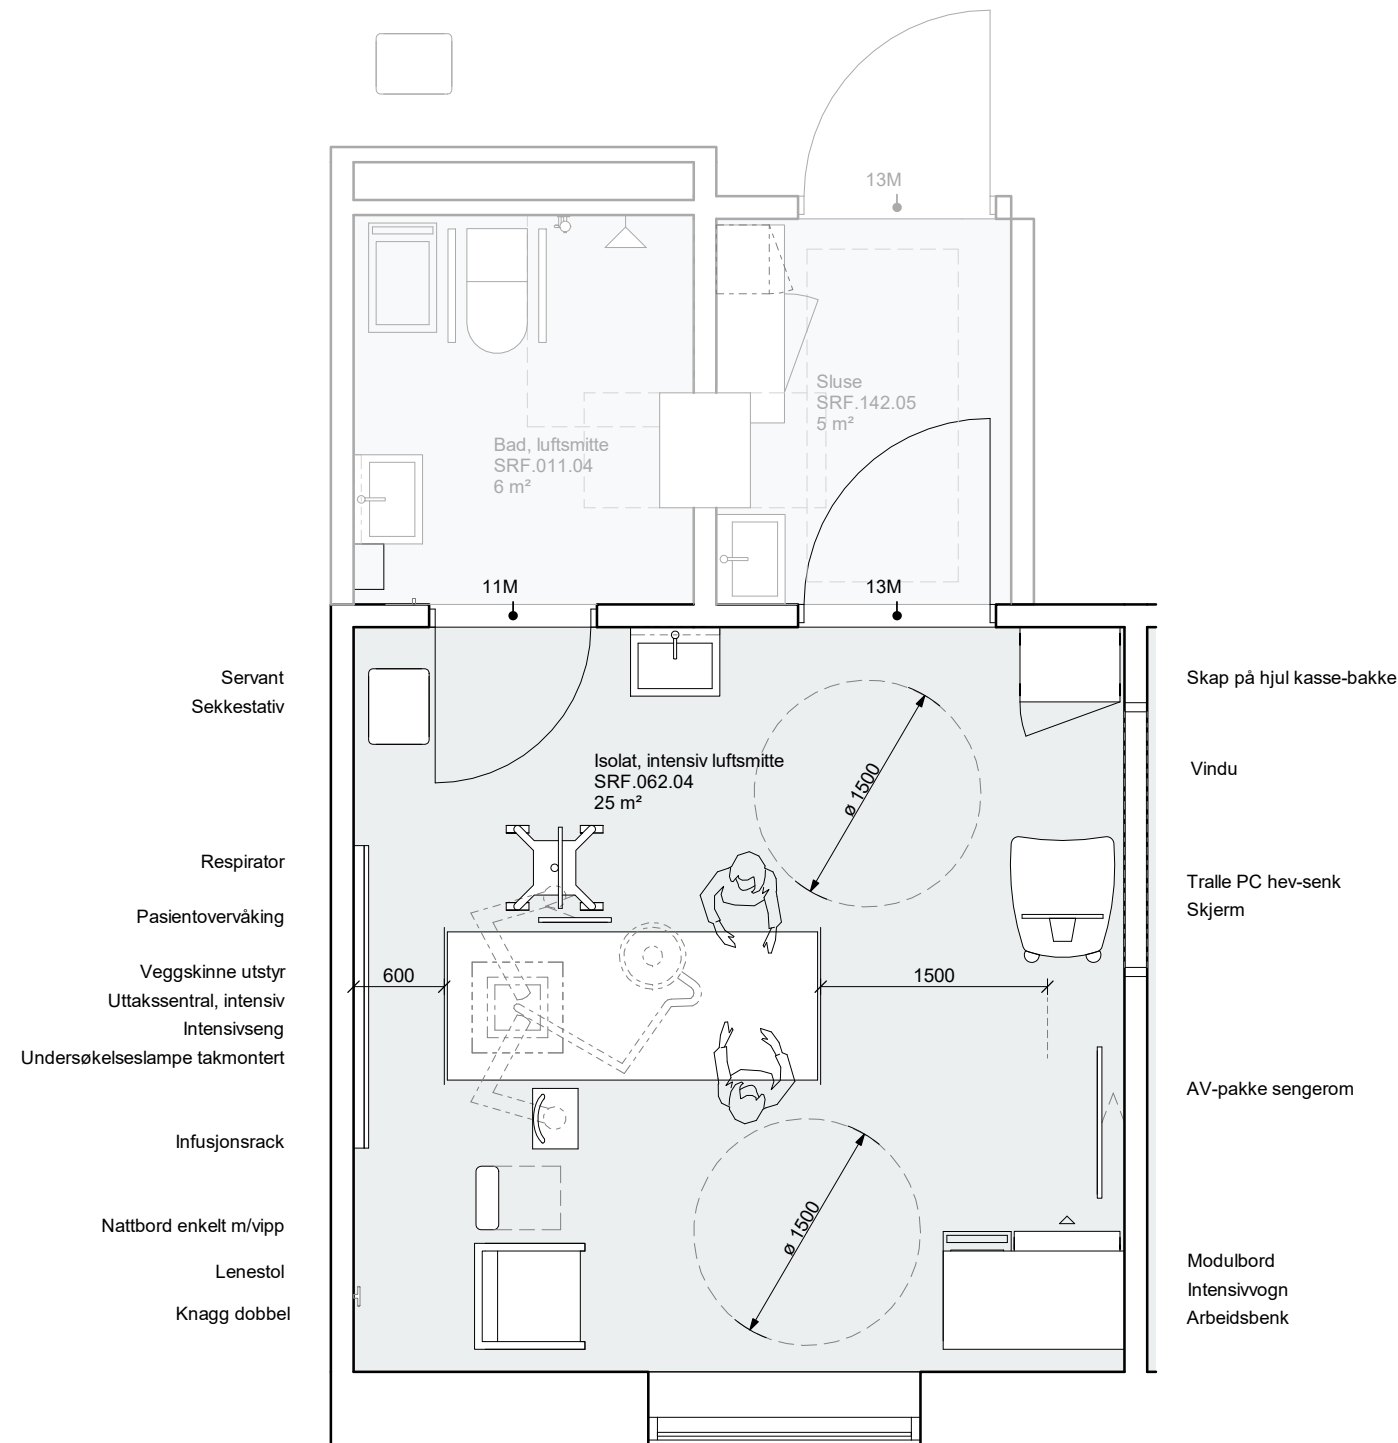 13M
Sluse
SRF.142.05
5 m²
Bad, luftsmitte
SRF.011.04
6 m²
11M
13M
Servant
Sekkestativ
Skap på hjul kasse-bakke
Isolat, intensiv luftsmitte
SRF.062.04
25 m²
ø 1500
Vindu
Respirator
Pasientovervåking
Tralle PC hev-senk
Skjerm
600
1500
Veggskinne utstyr
Uttakssentral, intensiv
Intensivseng
Undersøkelseslampe takmontert
AV-pakke sengerom
Infusjonsrack
Nattbord enkelt m/vipp
Lenestol
Knagg dobbel
ø 1500
Modulbord
Intensivvogn
Arbeidsbenk